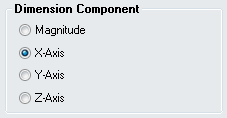 Dimension Component
Magnitude
X-Axis
Y-Axis
Z-Axis